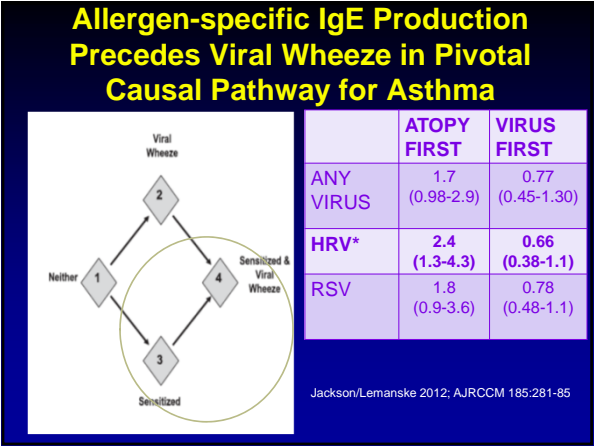 Allergen-specific IgE Production
Precedes Viral Wheeze in Pivotal
Causal Pathway for Asthma
Viral
Wheeze
2
Neither
1
4
Sensitized &
Viral
Wheeze
3
Sensitized
ATOPY
FIRST
VIRUS
FIRST
ANY
VIRUS
1.7
(0.98-2.9)
0.77
(0.45-1.30)
HRV*
2.4
(1.3-4.3)
0.66
(0.38-1.1)
RSV
1.8
(0.9-3.6)
0.78
(0.48-1.1)
Jackson/Lemanske 2012; AJRCCM 185:281-85